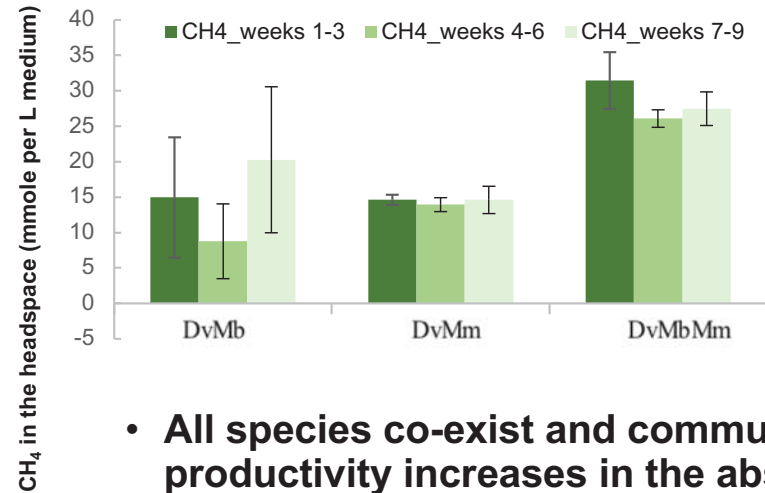 CH₄ in the headspace (mmole per L medium)
40
35
30
25
20
15
10
5
0
-5
CH4_weeks 1-3 CH4_weeks 4-6 CH4_weeks 7-9
DvMb DvMm DvMbMm
• All species co-exist and commu
productivity increases in the abs